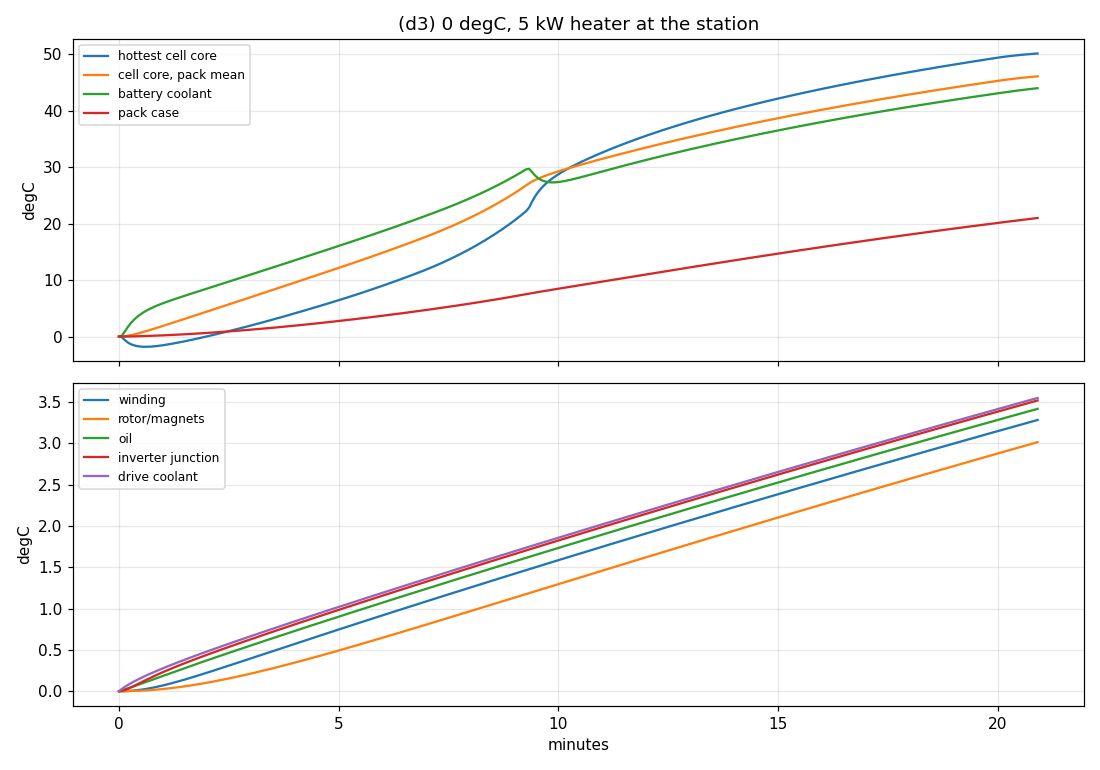 (d3) 0 degC, 5 kW heater at the station
hottest cell core
cell core, pack mean
battery coolant
pack case
50
40
30
20
10
0
degC
winding
rotor/magnets
oil
inverter junction
drive coolant
3.5
3.0
2.5
2.0
1.5
1.0
0.5
0.0
degC
0 5 10 15 20
minutes